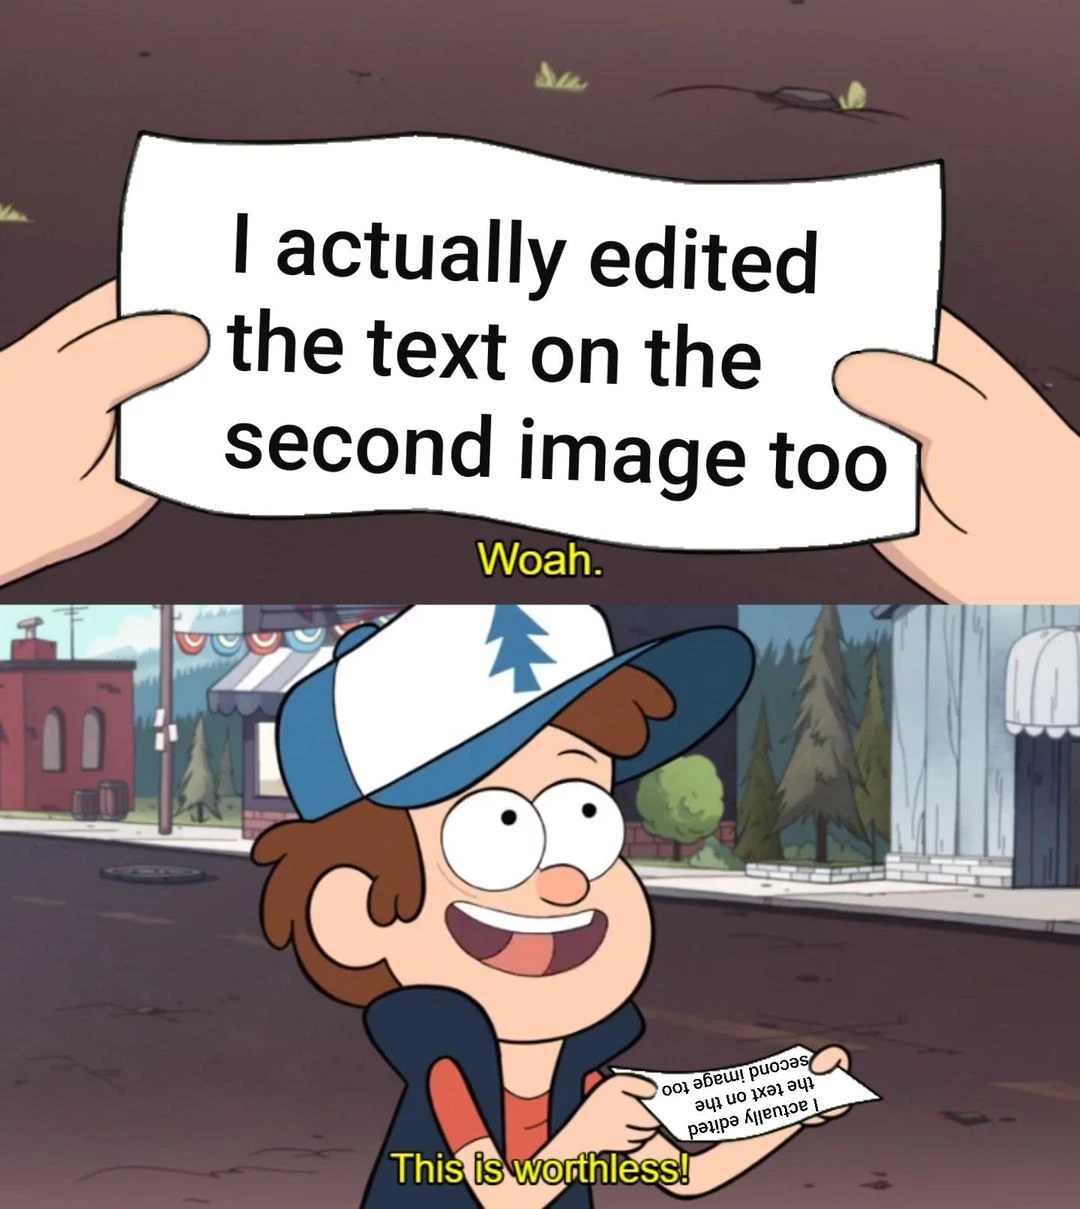 I actually edited
the text on the
second image too
Woah.
I actually edited
the text on the
second image too
This is worthless!